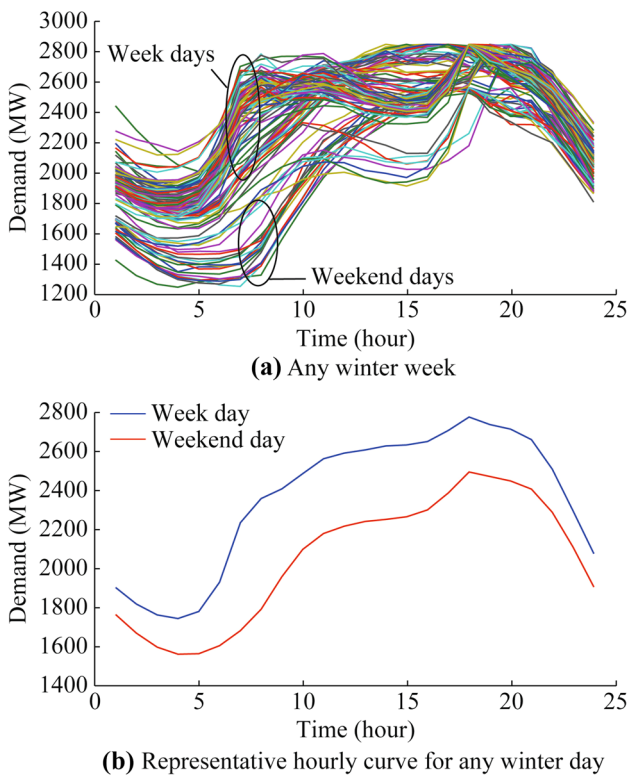 3000
2800
2600
2400
2200
2000
1800
1600
1400
1200
Demand (MW)
Week days
Weekend days
0 5 10 15 20 25
Time (hour)
(a) Any winter week
2800
2600
2400
2200
2000
1800
1600
1400
Demand (MW)
Week day
Weekend day
0 5 10 15 20 25
Time (hour)
(b) Representative hourly curve for any winter day